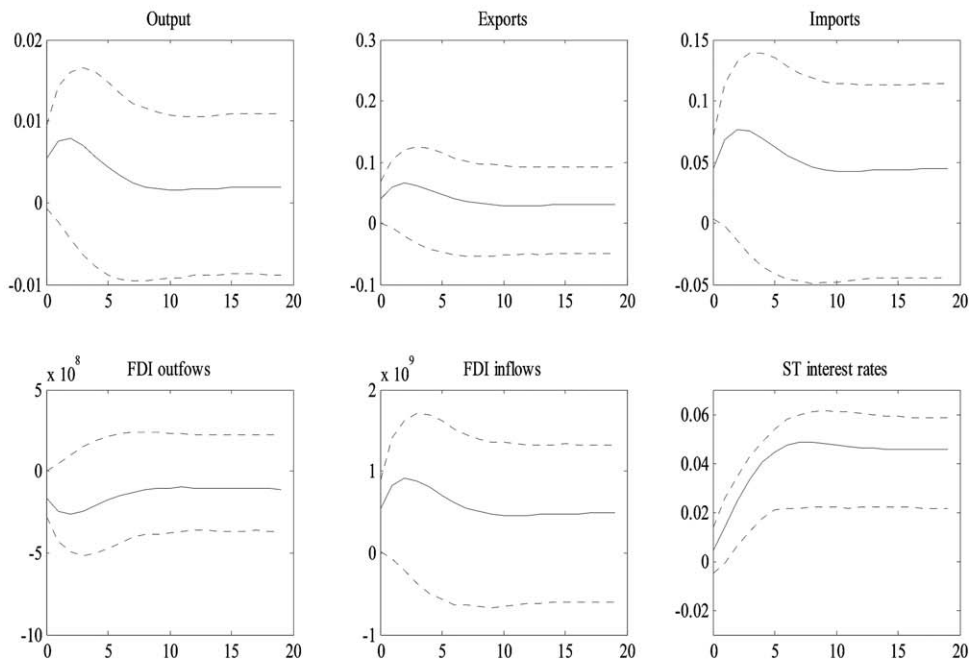 Output
Exports
Imports
0.02
0.01
0
-0.01
0 5 10 15 20
0.3
0.2
0.1
0
-0.1
0 5 10 15 20
0.15
0.1
0.05
0
-0.05
0 5 10 15 20
x 10^8
FDI outfows
5
0
-5
-10
0 5 10 15 20
x 10^9
FDI inflows
2
1
0
-1
0 5 10 15 20
ST interest rates
0.06
0.04
0.02
0
-0.02
0 5 10 15 20